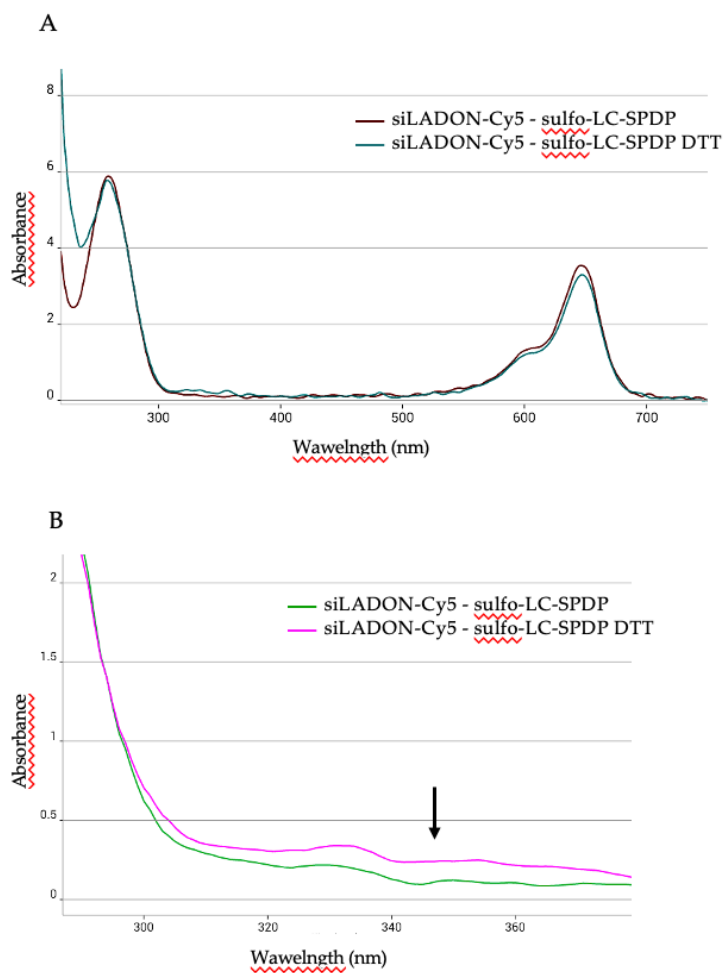 A
8
6
4
2
0
Absorbance
siLADON-Cy5 - sulfo-LC-SPDP
siLADON-Cy5 - sulfo-LC-SPDP DTT
300 400 500 600 700
Wawelngth (nm)
B
2
1.5
1
0.5
0
Absorbance
siLADON-Cy5 - sulfo-LC-SPDP
siLADON-Cy5 - sulfo-LC-SPDP DTT
300 320 340 360
Wawelngth (nm)